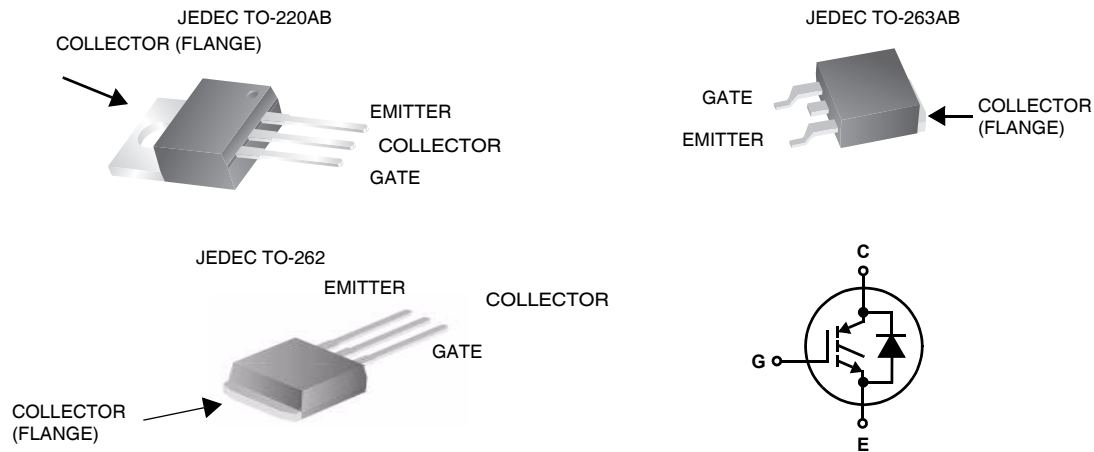 JEDEC TO-220AB
COLLECTOR (FLANGE)
EMITTER
COLLECTOR
GATE
JEDEC TO-263AB
GATE
EMITTER
COLLECTOR
(FLANGE)
JEDEC TO-262
EMITTER
COLLECTOR
GATE
COLLECTOR
(FLANGE)
C
G
E